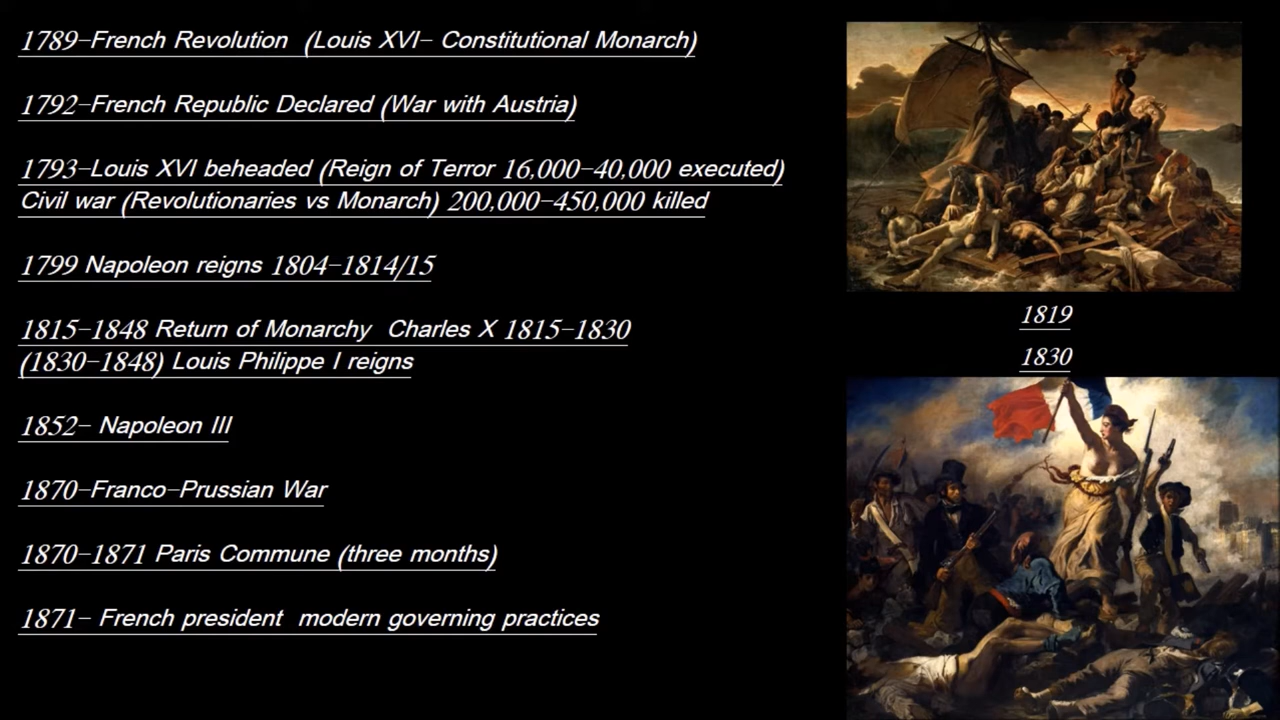 1789-French Revolution (Louis XVI- Constitutional Monarch)
1792-French Republic Declared (War with Austria)
1793-Louis XVI beheaded (Reign of Terror 16,000-40,000 executed)
Civil war (Revolutionaries vs Monarch) 200,000-450,000 killed
1799 Napoleon reigns 1804-1814/15
1815-1848 Return of Monarchy Charles X 1815-1830
(1830-1848) Louis Philippe I reigns
1852- Napoleon III
1870-Franco-Prussian War
1870-1871 Paris Commune (three months)
1871- French president modern governing practices
1819
1830